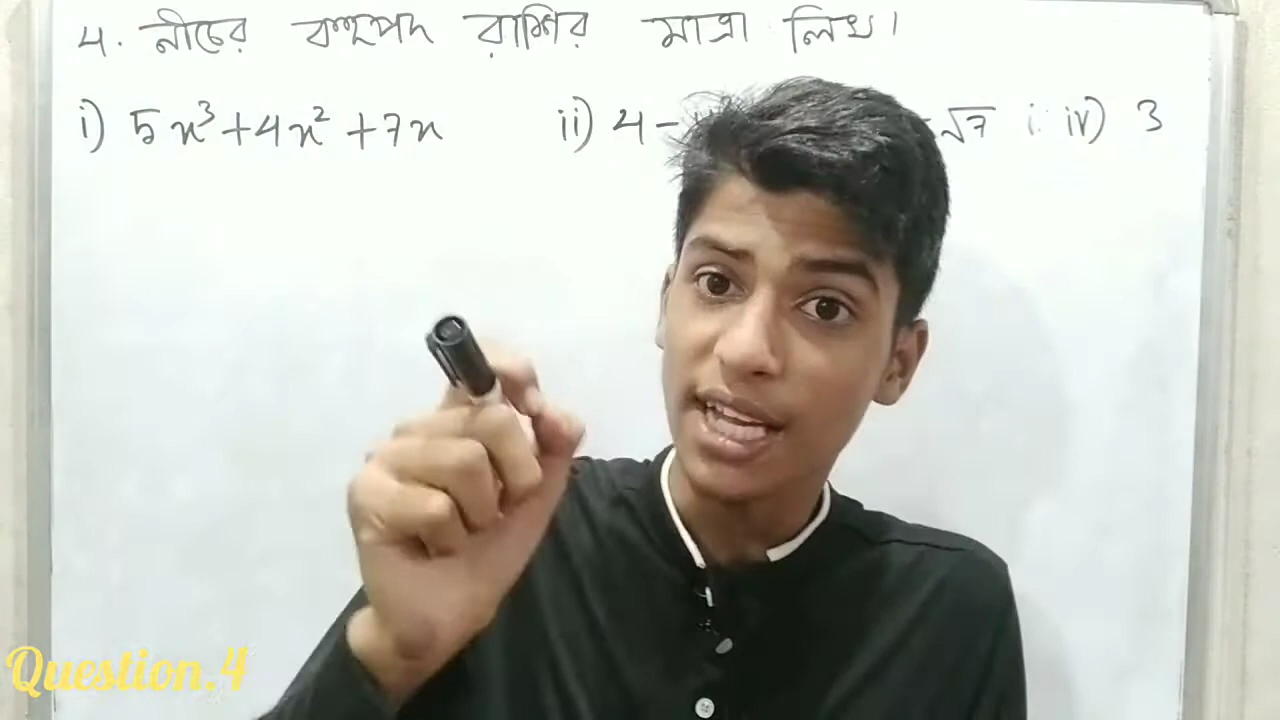 4. নীচের বহুপদ রাশির মাত্রা লিখ।
i) 5x³+4x²+7x ii) 4- -√7 iv) 3
Question.4